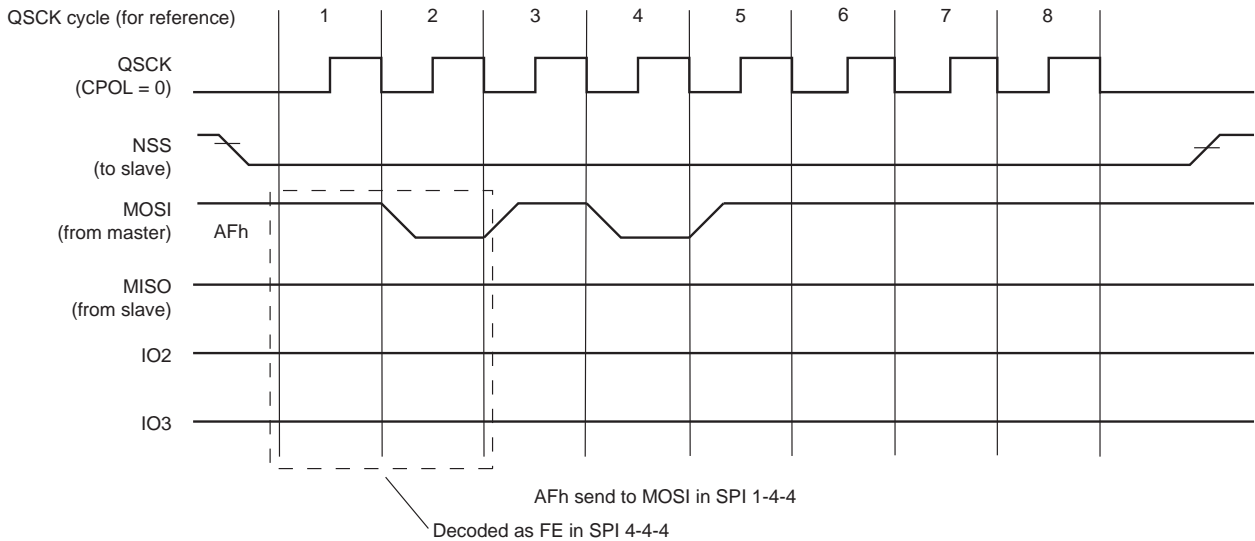 QSCK cycle (for reference) 1 2 3 4 5 6 7 8
QSCK
(CPOL = 0)
NSS
(to slave)
MOSI
(from master) AFh
MISO
(from slave)
IO2
IO3
AFh send to MOSI in SPI 1-4-4
Decoded as FE in SPI 4-4-4